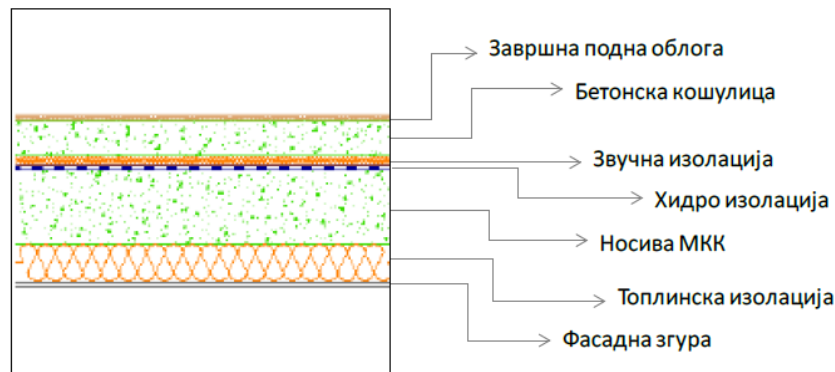 Завршна подна облога
Бетонска кошулица
Звучна изолација
Хидро изолација
Носива МКК
Топлинска изолација
Фасадна згура